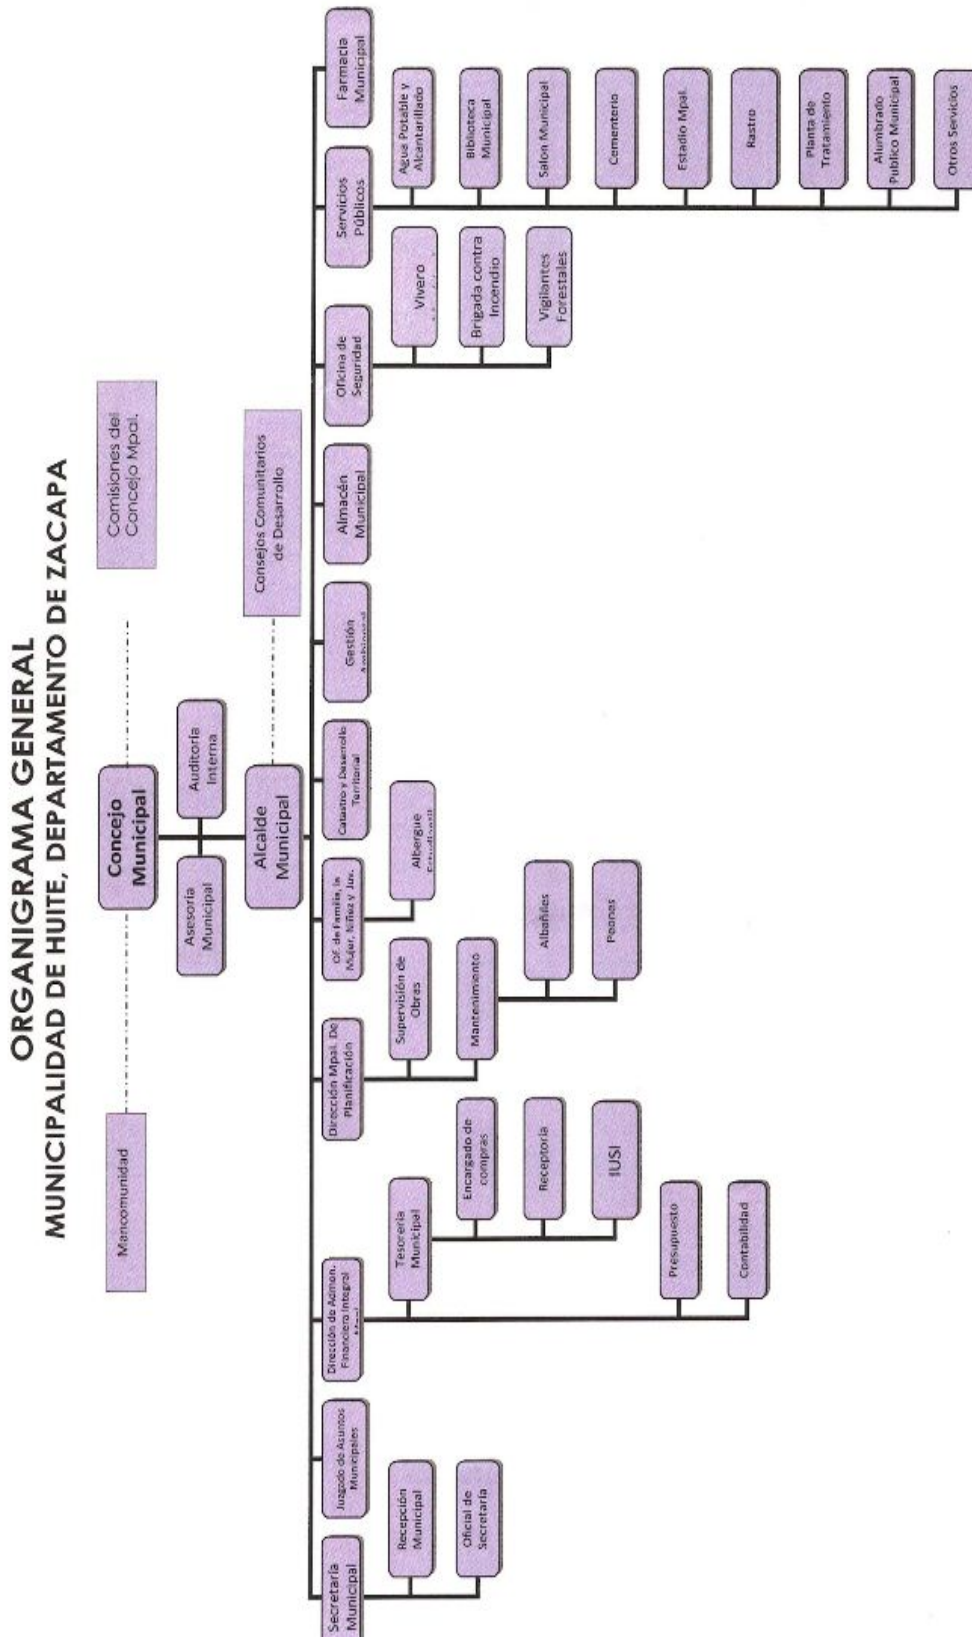 ORGANIGRAMA GENERAL
MUNICIPALIDAD DE HUITE, DEPARTAMENTO DE ZACAPA
Mancomunidad
Concejo
Municipal
Comisiones del
Concejo Mpal.
Asesoría
Municipal
Auditoría
Interna
Alcalde
Municipal
Consejos Comunitarios
de Desarrollo
Secretaría
Municipal
Recepción
Municipal
Oficial de
Secretaría
Juzgado de Asuntos
Municipales
Dirección de Admon.
Financiera Integral
Tesorería
Municipal
Encargado de
compras
Receptoría
IUSI
Presupuesto
Contabilidad
Dirección Mpal. De
Planificación
Supervisión de
Obras
Mantenimiento
Albañiles
Peones
Of. de Familia, la
Mujer, Niñez y Juv.
Albergue
Catastro y Desarrollo
Territorial
Gestión
Almacén
Municipal
Oficina de
Seguridad
Vivero
Brigada contra
Incendio
Vigilantes
Forestales
Servicios
Públicos
Agua Potable y
Alcantarillado
Biblioteca
Municipal
Salon Municipal
Cementerio
Estadio Mpal.
Rastro
Planta de
Tratamiento
Alumbrado
Publico Municipal
Otros Servicios
Farmacia
Municipal